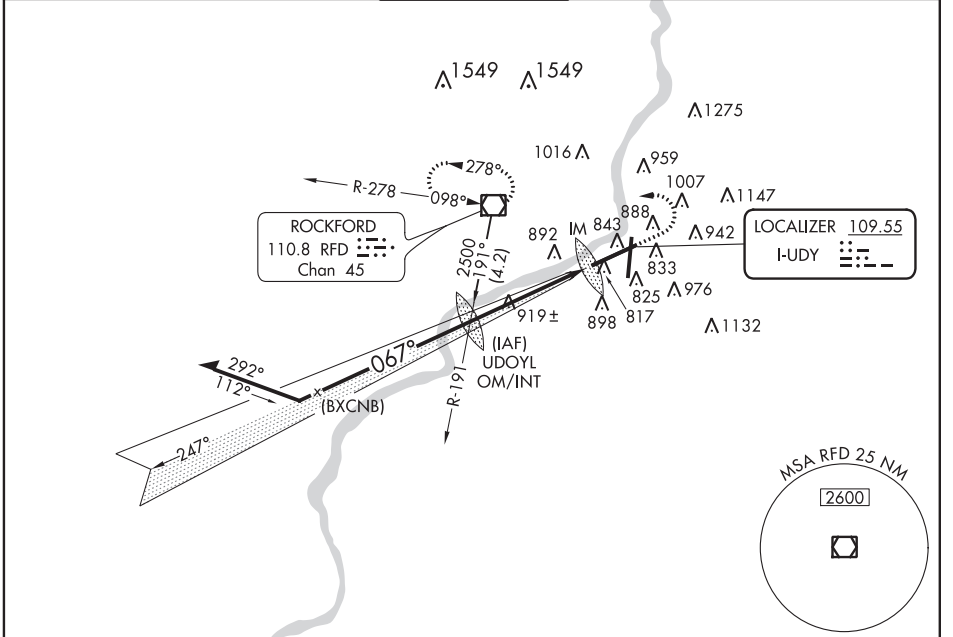 1549
1549
1275
1016
959
278°
1007
R-278
098°
1147
ROCKFORD
110.8 RFD
Chan 45
LOCALIZER 109.55
I-UDY
IM
843
888
942
892
833
2500
191°
(4.2)
825
976
919±
898
817
1132
(IAF)
UDOYL
OM/INT
067°
292°
112°
x
(BXCNB)
R-191
247°
MSA RFD 25 NM
2600